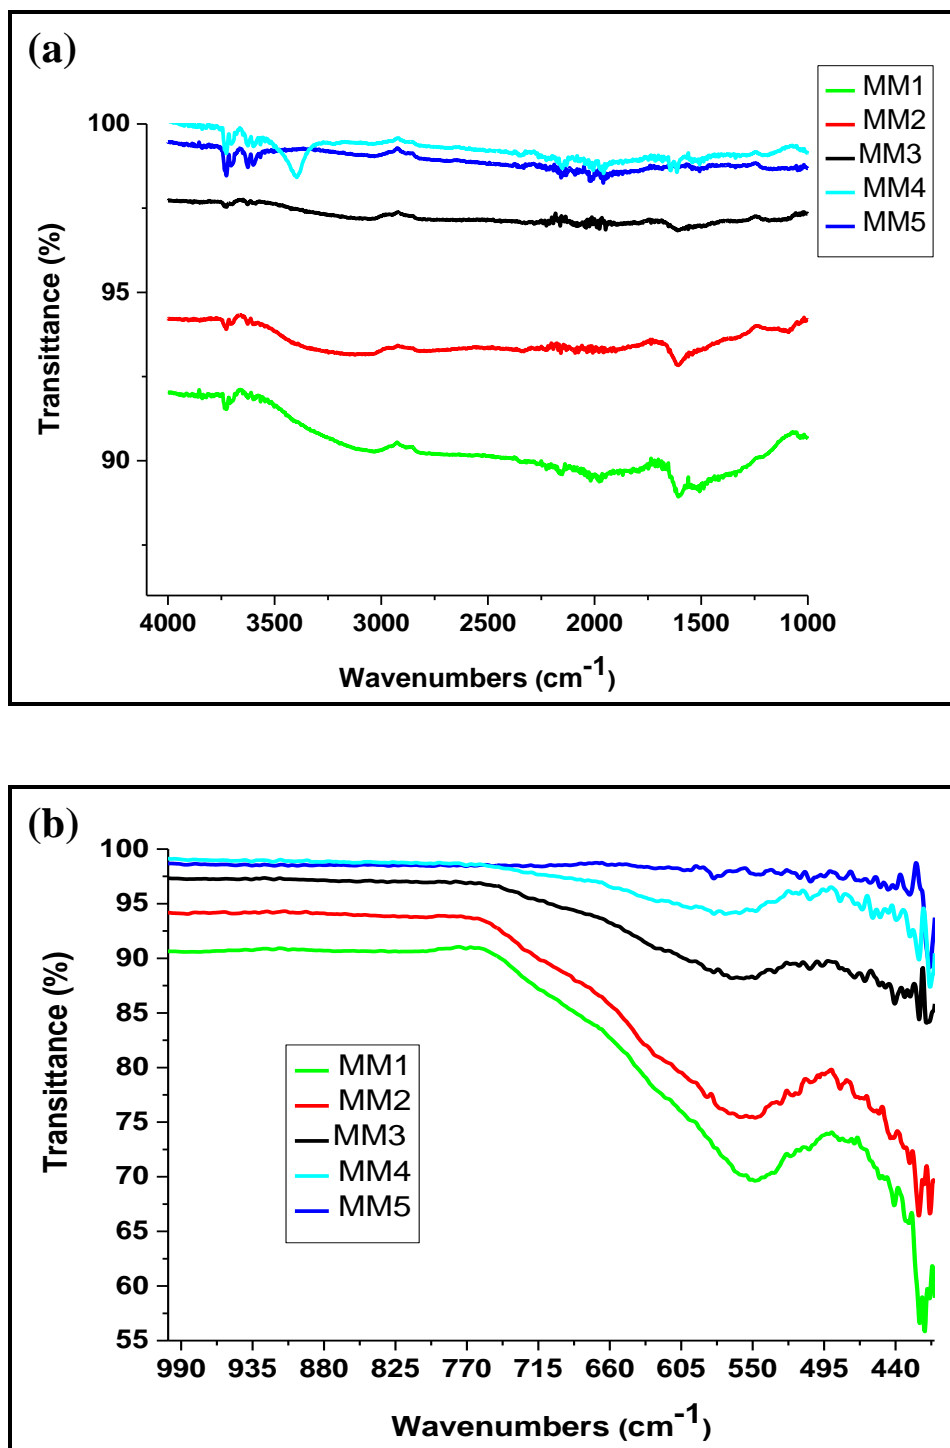 (a)
MM1
MM2
MM3
MM4
MM5
100
95
90
Transittance (%)
4000 3500 3000 2500 2000 1500 1000
Wavenumbers (cm-1)
(b)
100
95
90
85
80
75
70
65
60
55
Transittance (%)
MM1
MM2
MM3
MM4
MM5
990 935 880 825 770 715 660 605 550 495 440
Wavenumbers (cm-1)